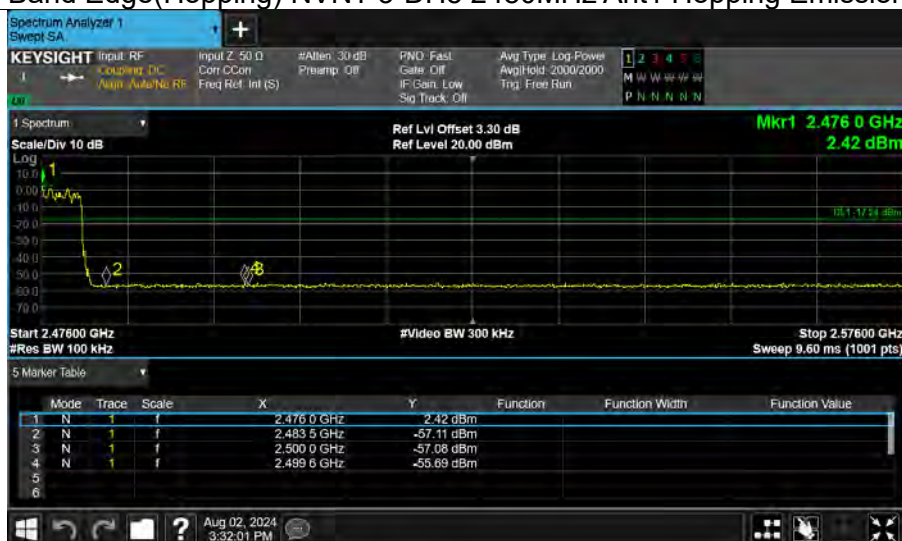 Band Edge(Hopping) NVNT 3-DH5 2480MHz Ant1 Hopping Emission
Spectrum Analyzer 1
Swept SA
+
KEYSIGHT Input: RF
Coupling: DC
Align: Auto/No RF
Input Z: 50 Ω
Corr CCorr
Freq Ref: Int (S)
#Atten: 30 dB
Preamp: Off
PNO: Fast
Gate: Off
IF Gain: Low
Sig Track: Off
Avg Type: Log-Power
Avg|Hold: 2000/2000
Trig: Free Run
1 2 3 4 5 6
M W W W W W
P N N N N N
1 Spectrum
Scale/Div 10 dB
Ref Lvl Offset 3.30 dB
Ref Level 20.00 dBm
Mkr1 2.476 0 GHz
2.42 dBm
Log
10.0
0.00
-10.0
-20.0
-30.0
-40.0
-50.0
-60.0
-70.0
1
2
DL1 -17.24 dBm
Start 2.47600 GHz
#Res BW 100 kHz
#Video BW 300 kHz
Stop 2.57600 GHz
Sweep 9.60 ms (1001 pts)
5 Marker Table
Mode Trace Scale X Y Function Function Width Function Value
1 N 1 f 2.476 0 GHz 2.42 dBm
2 N 1 f 2.483 5 GHz -57.11 dBm
3 N 1 f 2.500 0 GHz -57.08 dBm
4 N 1 f 2.499 6 GHz -55.69 dBm
5
6
?
Aug 02, 2024
3:32:01 PM